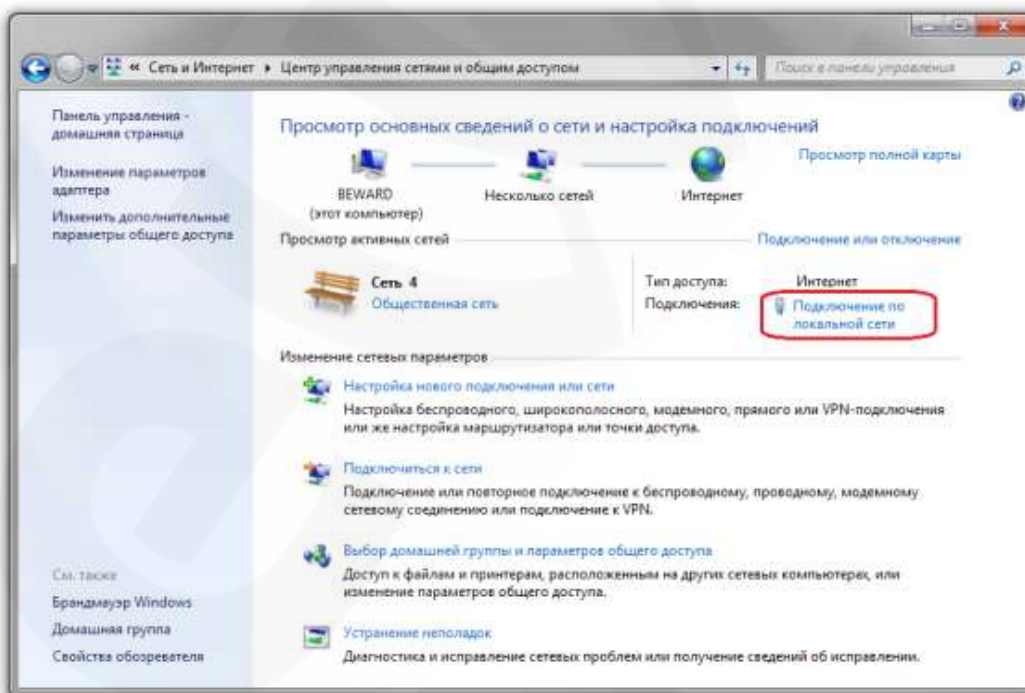 « Сеть и Интернет ▸ Центр управления сетями и общим доступом
Поиск в панели управления
Панель управления -
домашняя страница
Изменение параметров
адаптера
Изменить дополнительные
параметры общего доступа
См. также
Брандмауэр Windows
Домашняя группа
Свойства обозревателя
Просмотр основных сведений о сети и настройка подключений
Просмотр полной карты
BEWARD
(этот компьютер)
Несколько сетей
Интернет
Просмотр активных сетей
Подключение или отключение
Сеть 4
Общественная сеть
Тип доступа: Интернет
Подключения: Подключение по
локальной сети
Изменение сетевых параметров
Настройка нового подключения или сети
Настройка беспроводного, широкополосного, модемного, прямого или VPN-подключения
или же настройка маршрутизатора или точки доступа.
Подключиться к сети
Подключение или повторное подключение к беспроводному, проводному, модемному
сетевому соединению или подключение к VPN.
Выбор домашней группы и параметров общего доступа
Доступ к файлам и принтерам, расположенным на других сетевых компьютерах, или
изменение параметров общего доступа.
Устранение неполадок
Диагностика и исправление сетевых проблем или получение сведений об исправлении.